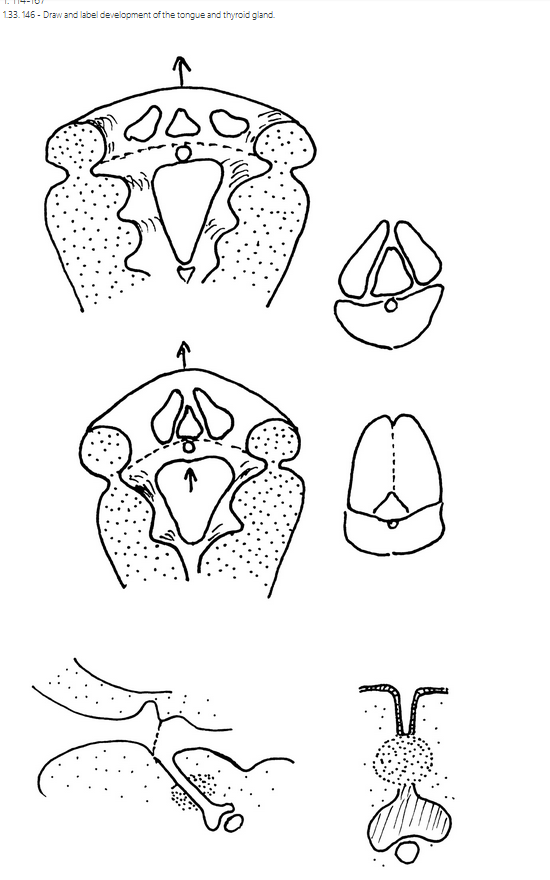 1.33. 146 - Draw and label development of the tongue and thyroid gland.